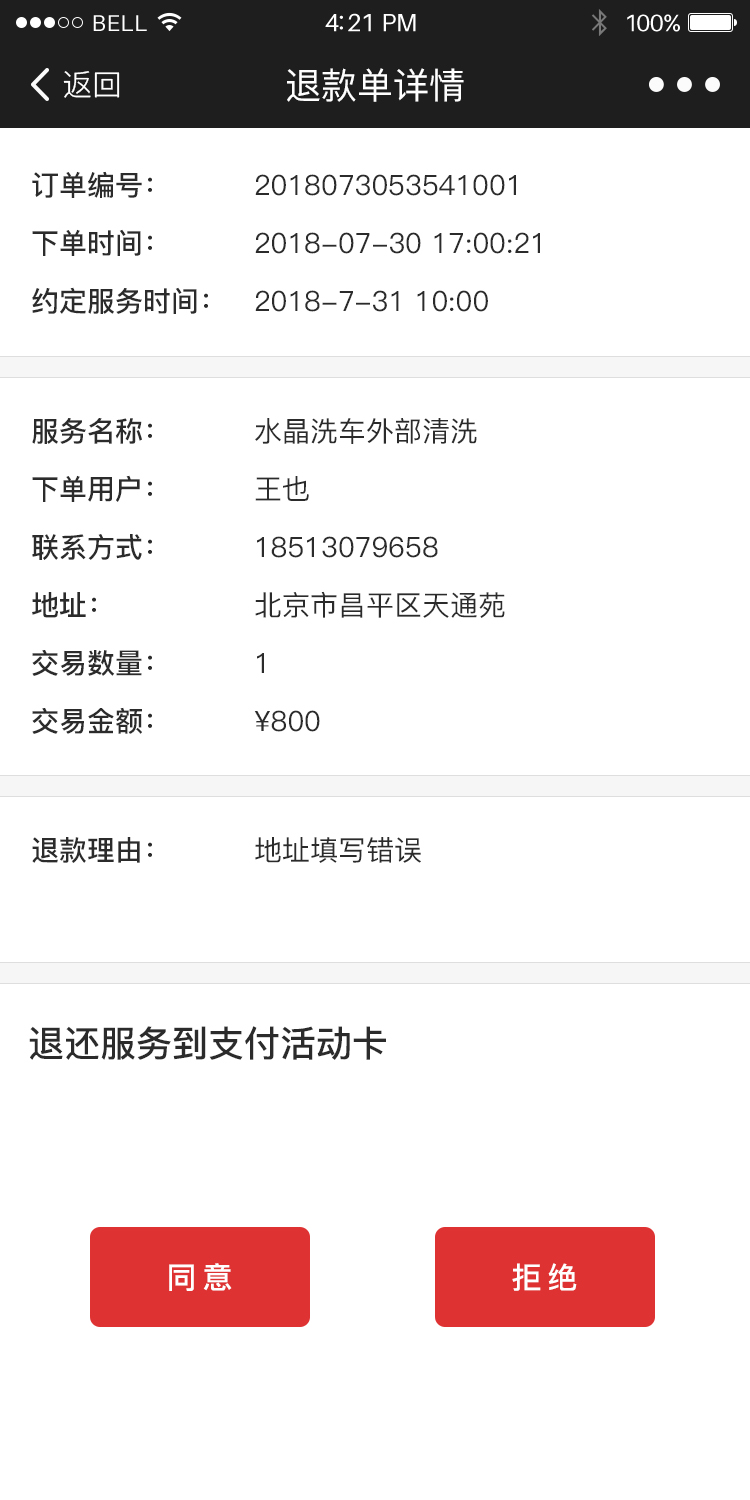 BELL 4:21 PM 100%
返回 退款单详情
订单编号: 2018073053541001
下单时间: 2018-07-30 17:00:21
约定服务时间: 2018-7-31 10:00
服务名称: 水晶洗车外部清洗
下单用户: 王也
联系方式: 18513079658
地址: 北京市昌平区天通苑
交易数量: 1
交易金额: ¥800
退款理由: 地址填写错误
退还服务到支付活动卡
同意 拒绝